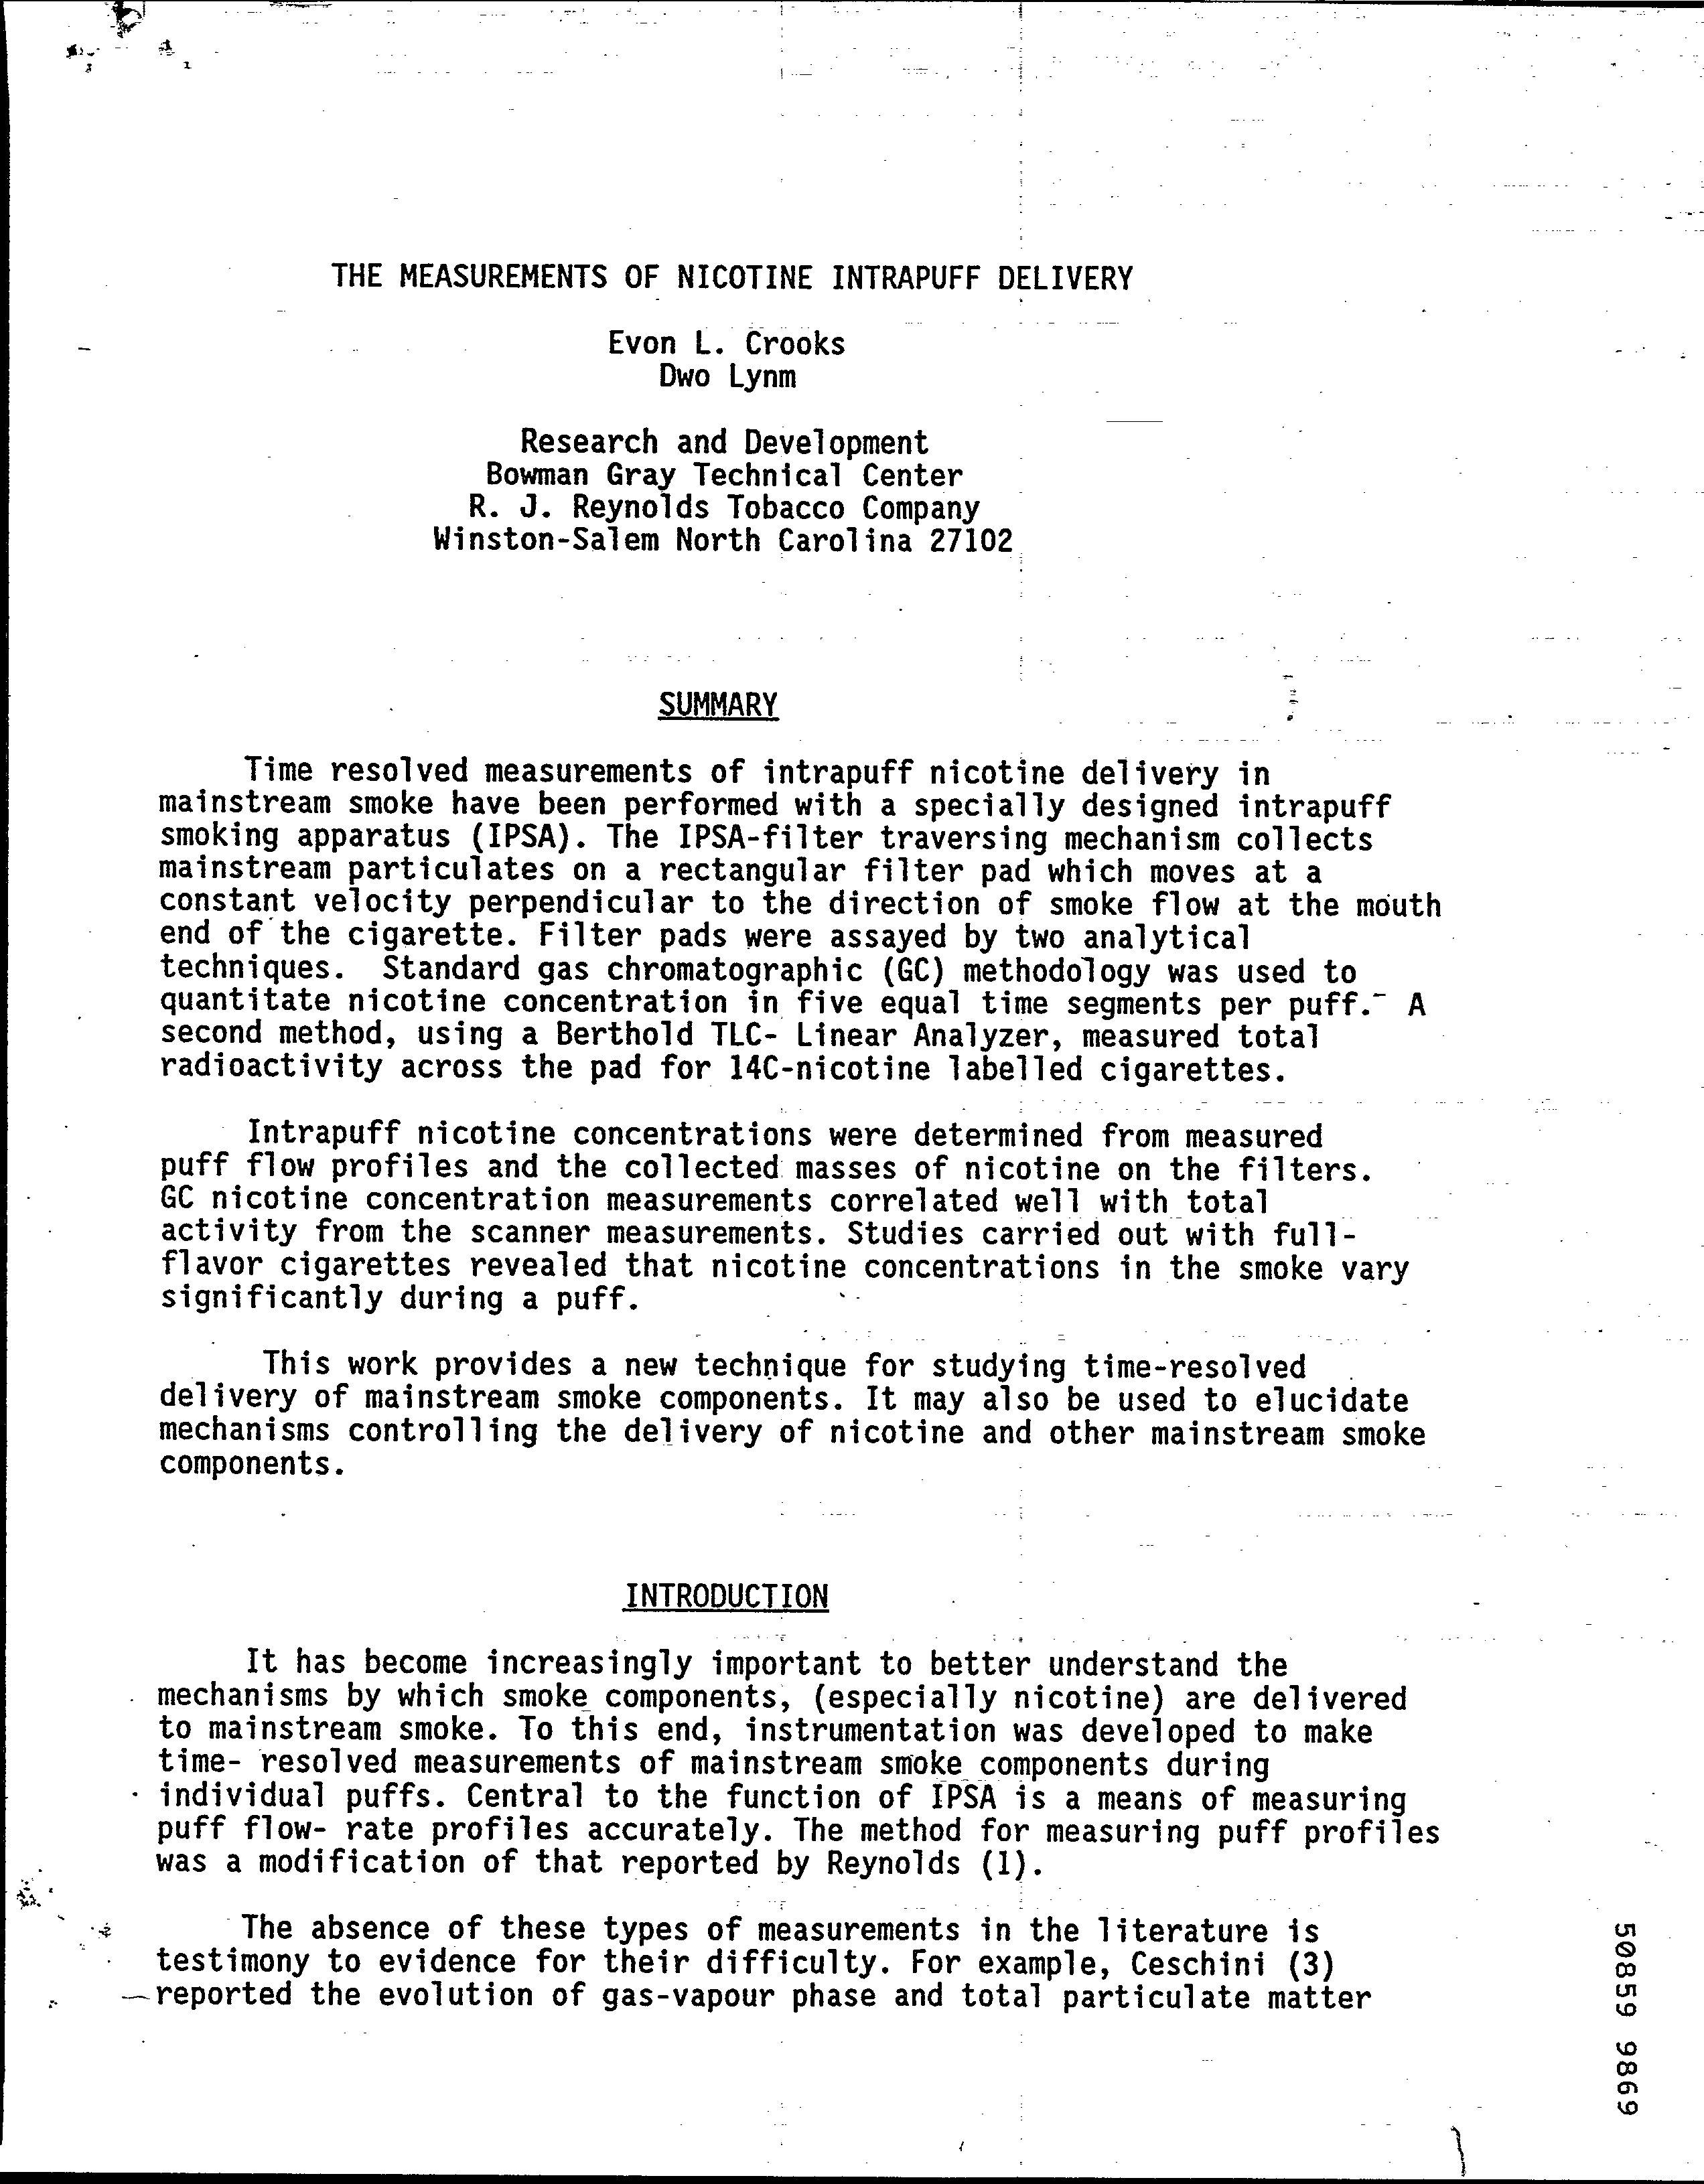 THE MEASUREMENTS OF NICOTINE INTRAPUFF DELIVERY
Evon L. Crooks
Dwo Lynm
Research and Development
Bowman Gray Technical Center
R. J. Reynolds Tobacco Company
Winston-Salem North Carolina 27102
SUMMARY
Time resolved measurements of intrapuff nicotine delivery in
mainstream smoke have been performed with a specially designed intrapuff
smoking apparatus (IPSA). The IPSA-filter traversing mechanism collects
mainstream particulates on a rectangular filter pad which moves at a
constant velocity perpendicular to the direction of smoke flow at the mouth
end of the cigarette. Filter pads were assayed by two analytical
techniques. Standard gas chromatographic (GC) methodology was used to
quantitate nicotine concentration in five equal time segments per puff. A
second method, using a Berthold TLC- Linear Analyzer, measured total
radioactivity across the pad for 14C-nicotine labelled cigarettes.
Intrapuff nicotine concentrations were determined from measured
puff flow profiles and the collected masses of nicotine on the filters.
GC nicotine concentration measurements correlated well with total
activity from the scanner measurements. Studies carried out with full-
flavor cigarettes revealed that nicotine concentrations in the smoke vary
significantly during a puff.
This work provides a new technique for studying time-resolved
delivery of mainstream smoke components. It may also be used to elucidate
mechanisms controlling the delivery of nicotine and other mainstream smoke
components.
INTRODUCTION
It has become increasingly important to better understand the
mechanisms by which smoke components, (especially nicotine) are delivered
to mainstream smoke. To this end, instrumentation was developed to make
time- resolved measurements of mainstream smoke components during
individual puffs. Central to the function of IPSA is a means of measuring
puff flow- rate profiles accurately. The method for measuring puff profiles
was a modification of that reported by Reynolds (1).
The absence of these types of measurements in the literature is
testimony to evidence for their difficulty. For example, Ceschini (3)
reported the evolution of gas-vapour phase and total particulate matter
50859 9869